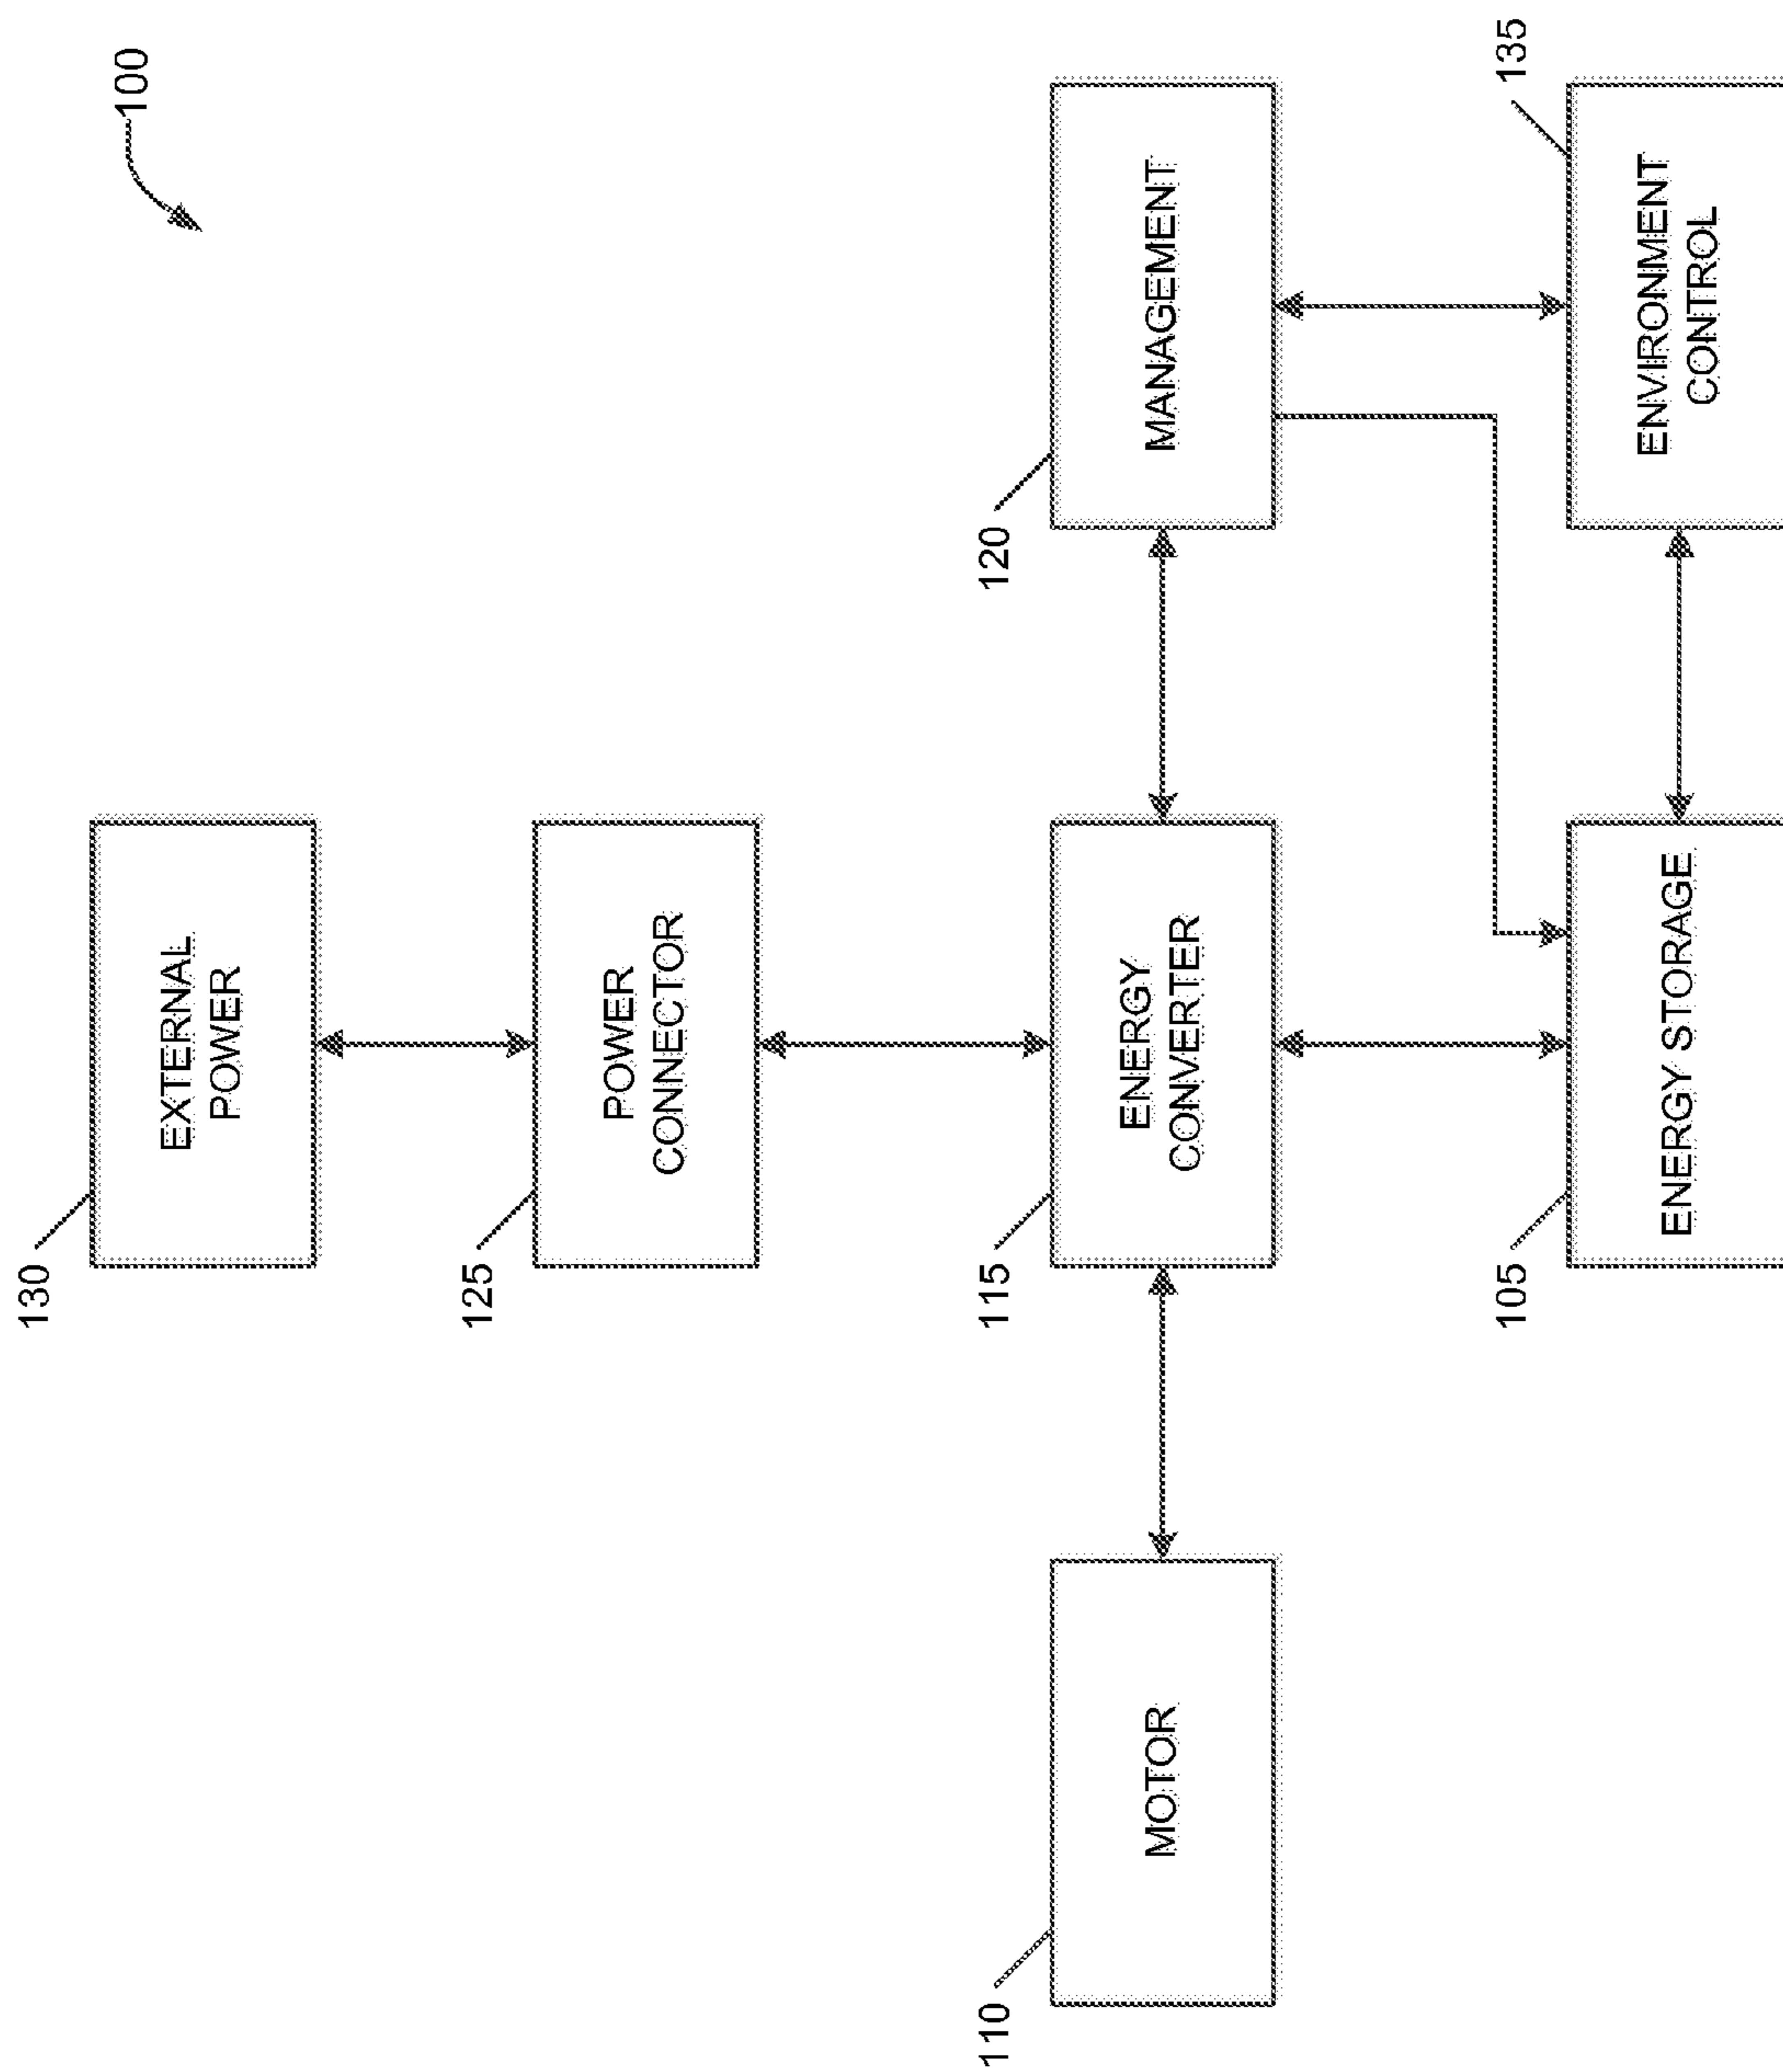 100
130
EXTERNAL
POWER
125
POWER
CONNECTOR
110
MOTOR
115
ENERGY
CONVERTER
120
MANAGEMENT
105
ENERGY STORAGE
135
ENVIRONMENT
CONTROL